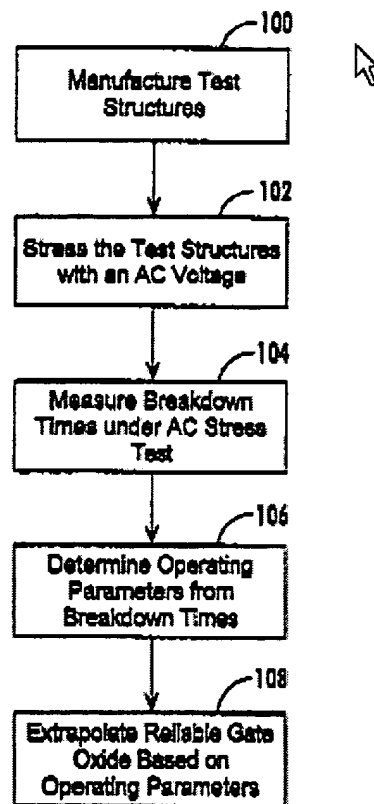 100
Manufacture Test
Structures
102
Stress the Test Structures
with an AC Voltage
104
Measure Breakdown
Times under AC Stress
Test
106
Determine Operating
Parameters from
Breakdown Times
108
Extrapolate Reliable Gate
Oxide Based on
Operating Parameters